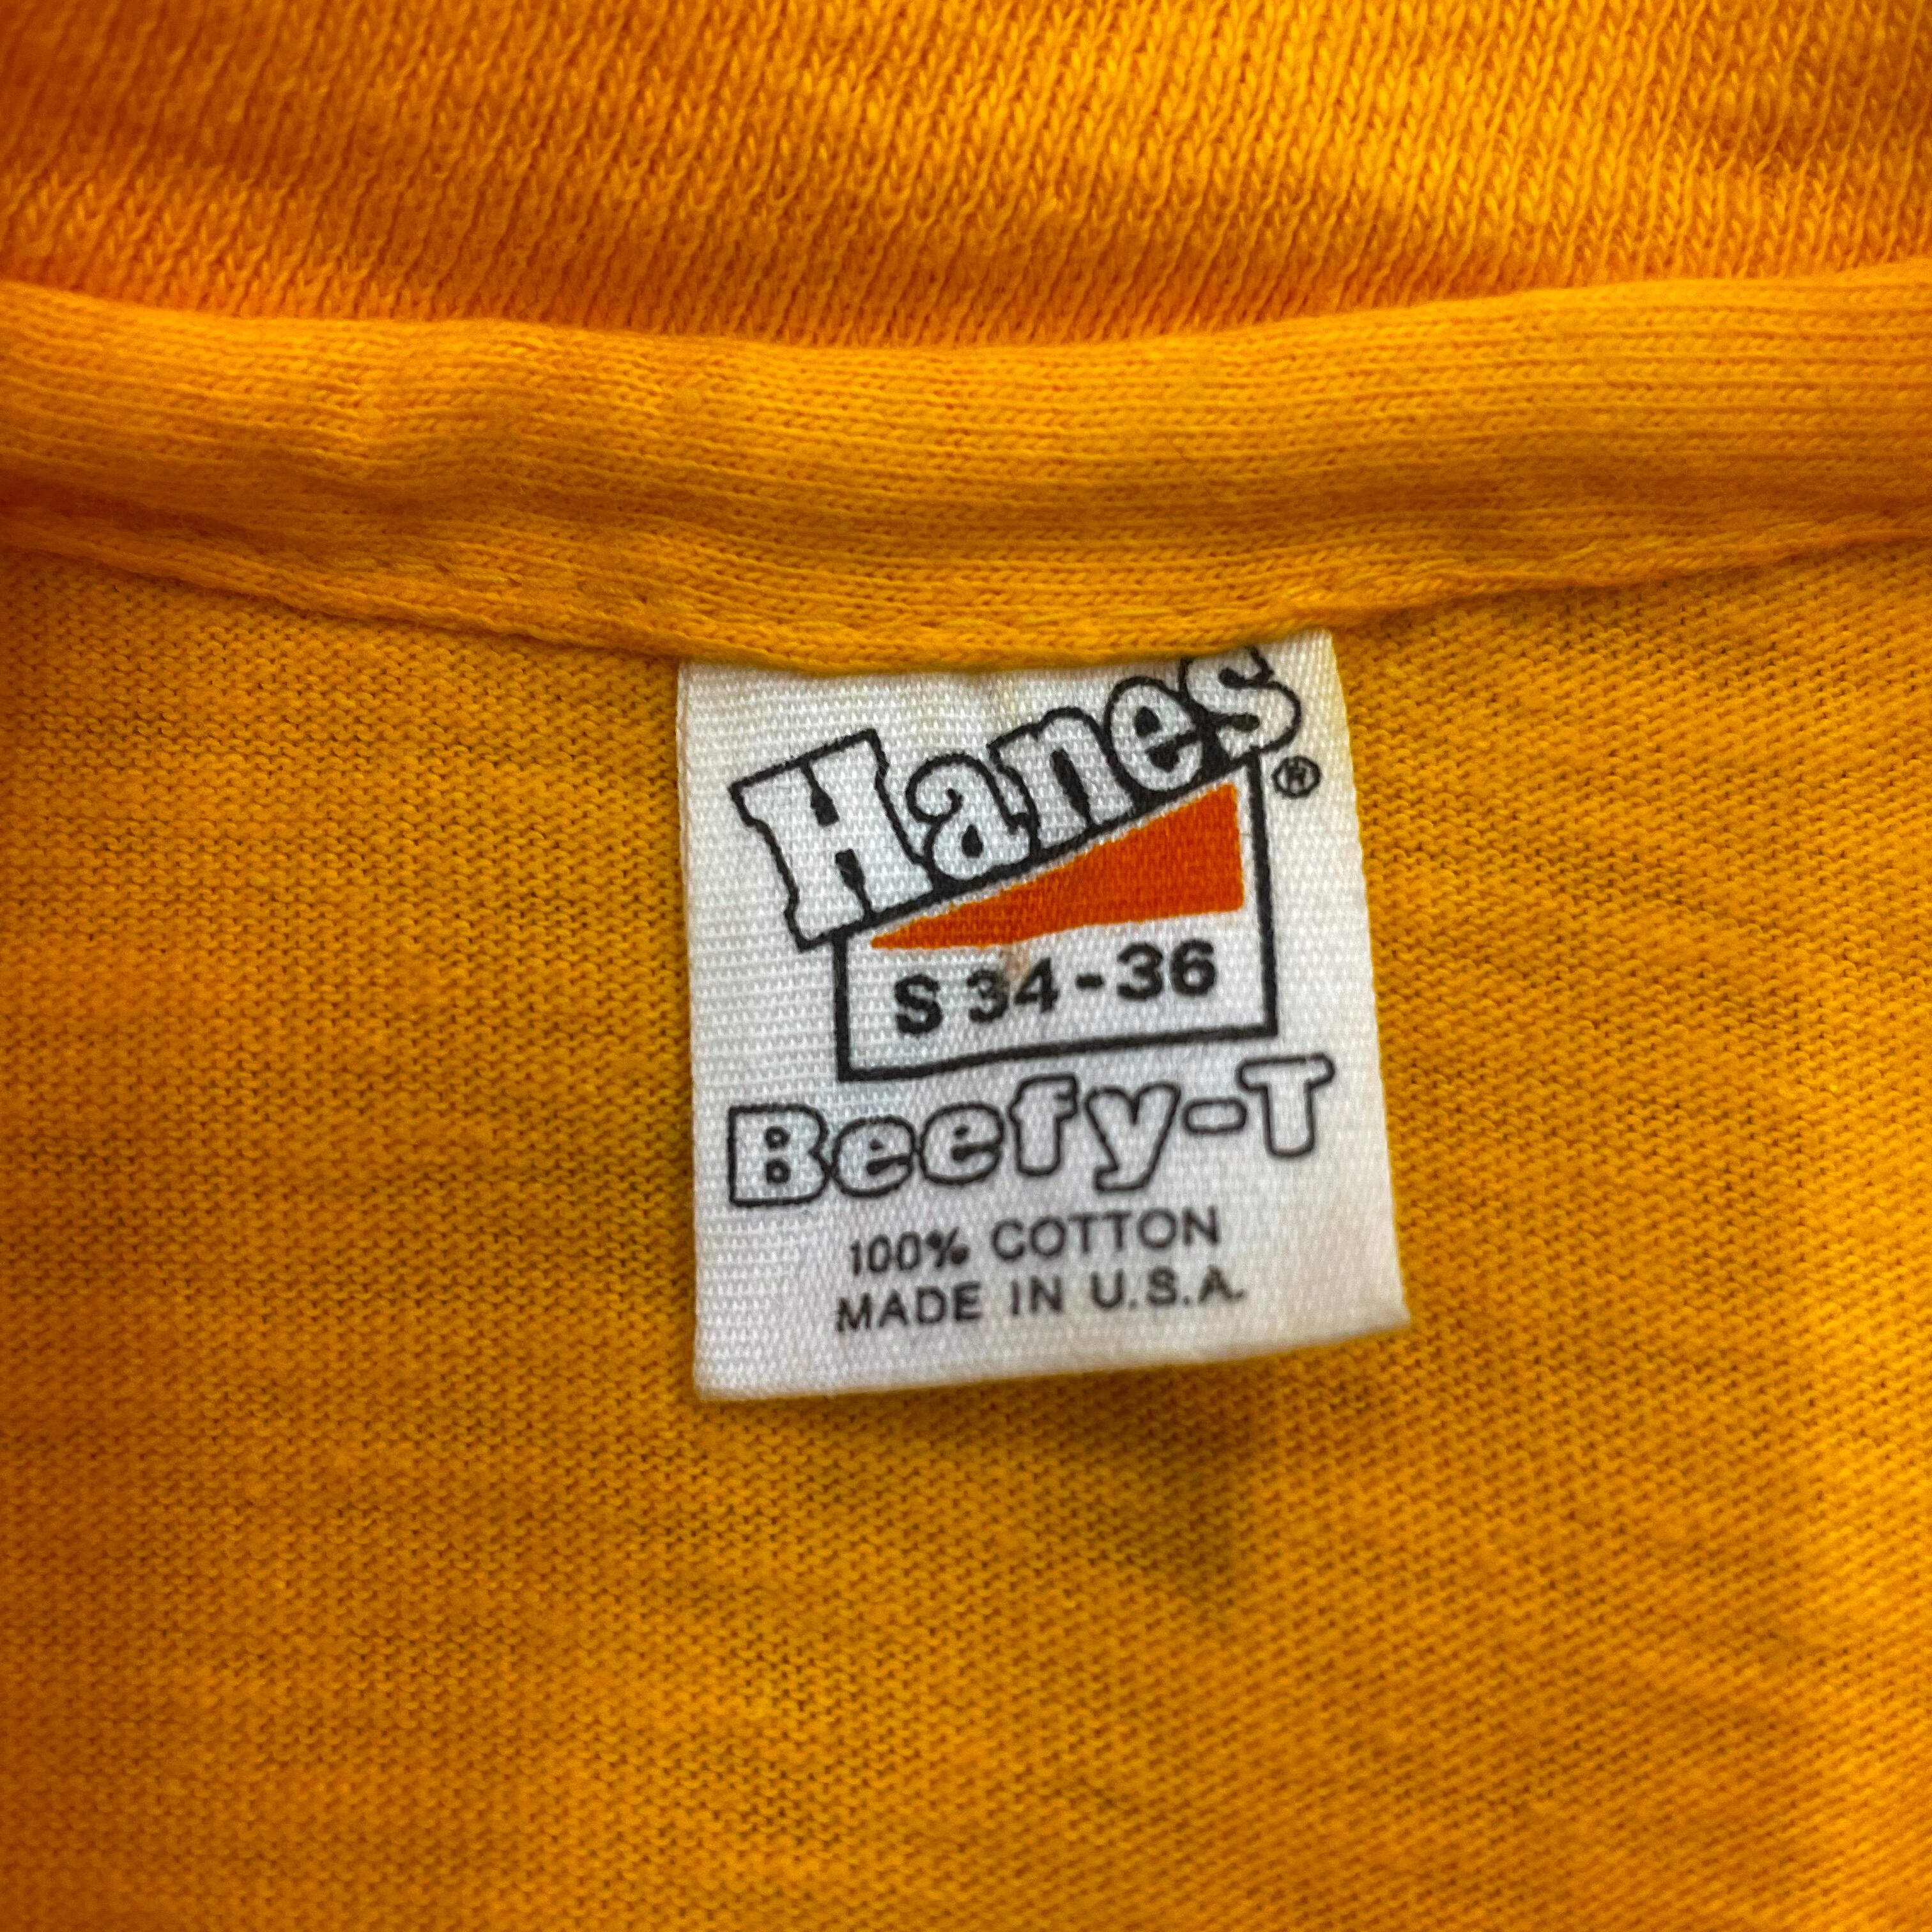 Hanes®
S 34-36
Beefy-T
100% COTTON
MADE IN U.S.A.